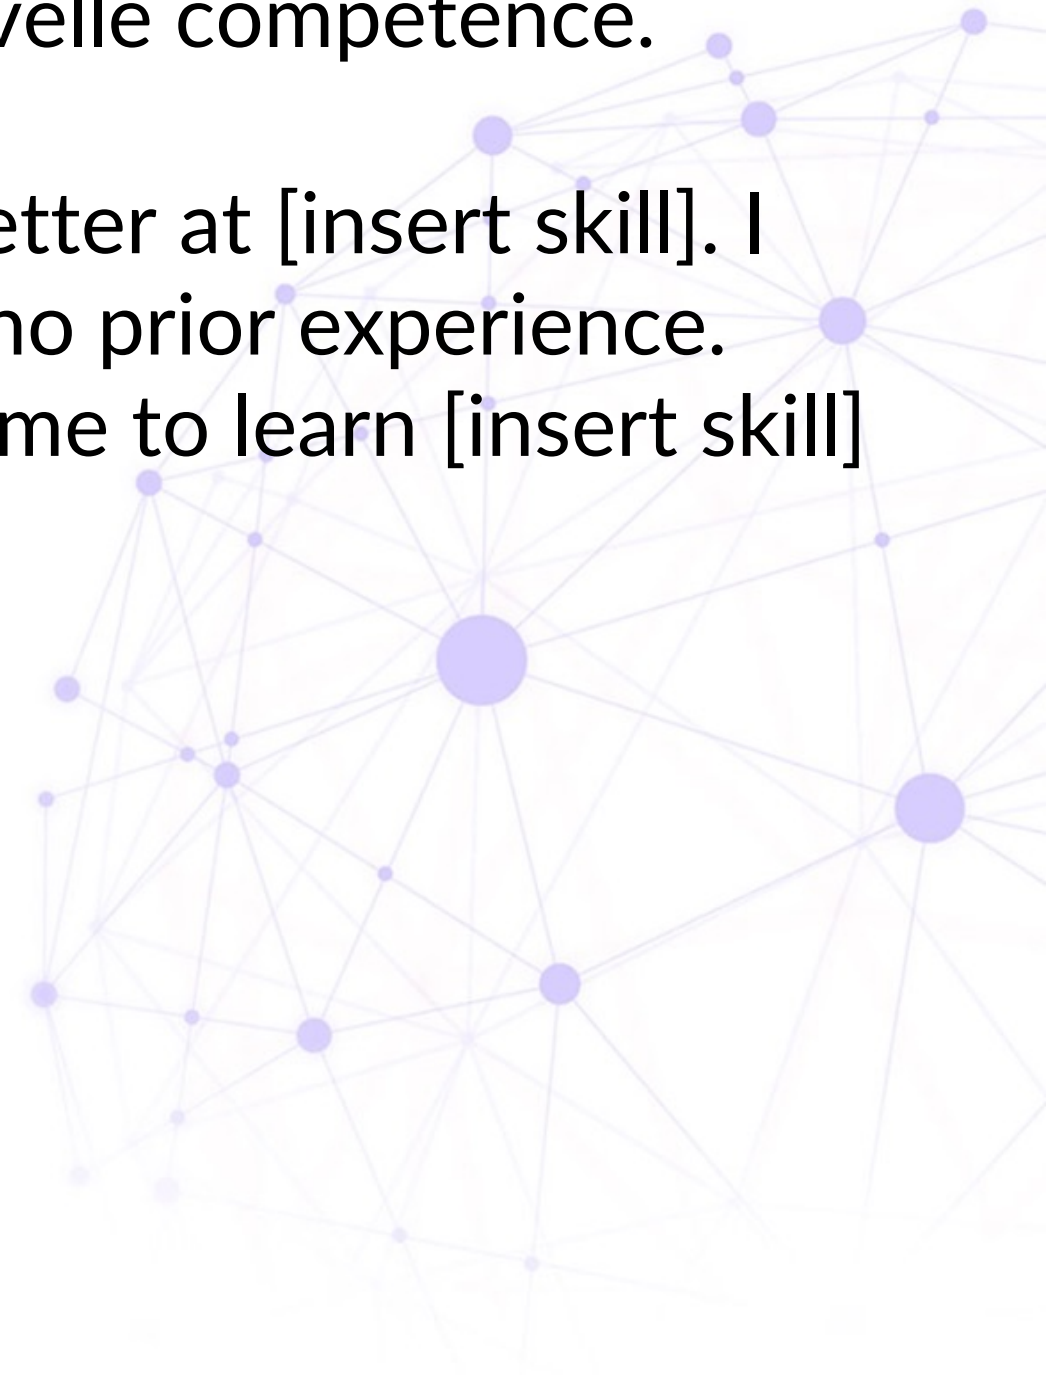 velle competence.
etter at [insert skill]. I
no prior experience.
me to learn [insert skill]